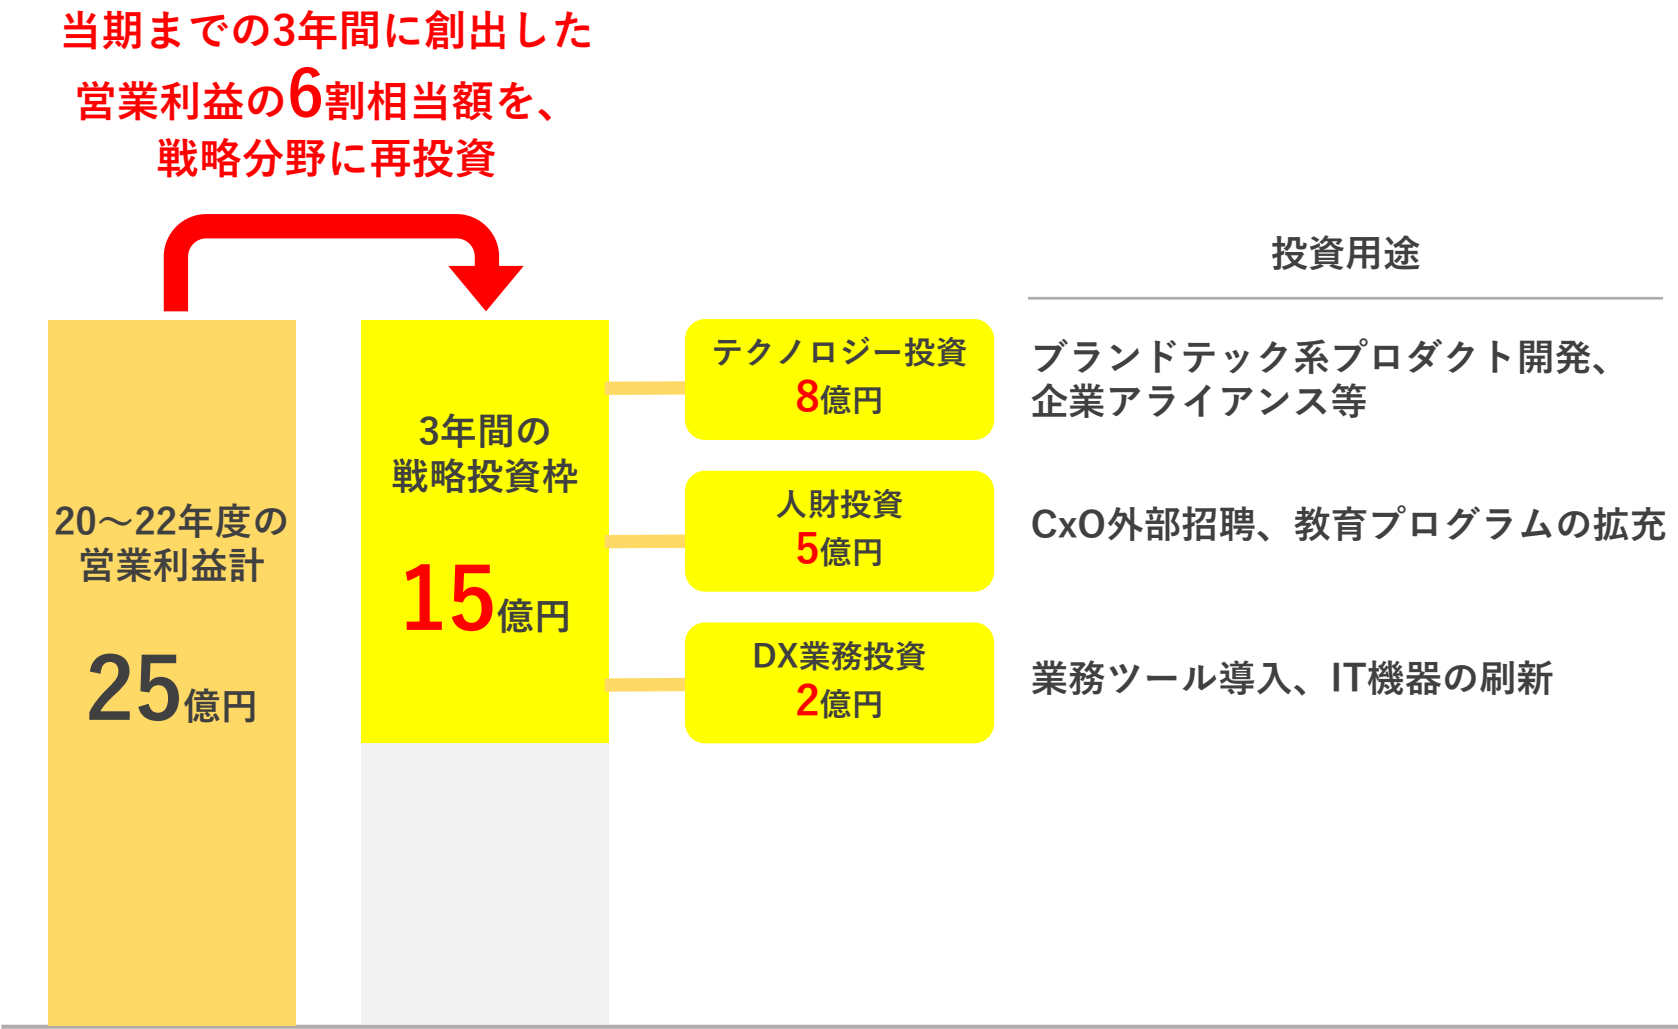 当期までの3年間に創出した
営業利益の6割相当額を、
戦略分野に再投資
20～22年度の
営業利益計
25億円
3年間の
戦略投資枠
15億円
投資用途
テクノロジー投資
8億円
ブランドテック系プロダクト開発、
企業アライアンス等
人財投資
5億円
CxO外部招聘、教育プログラムの拡充
DX業務投資
2億円
業務ツール導入、IT機器の刷新